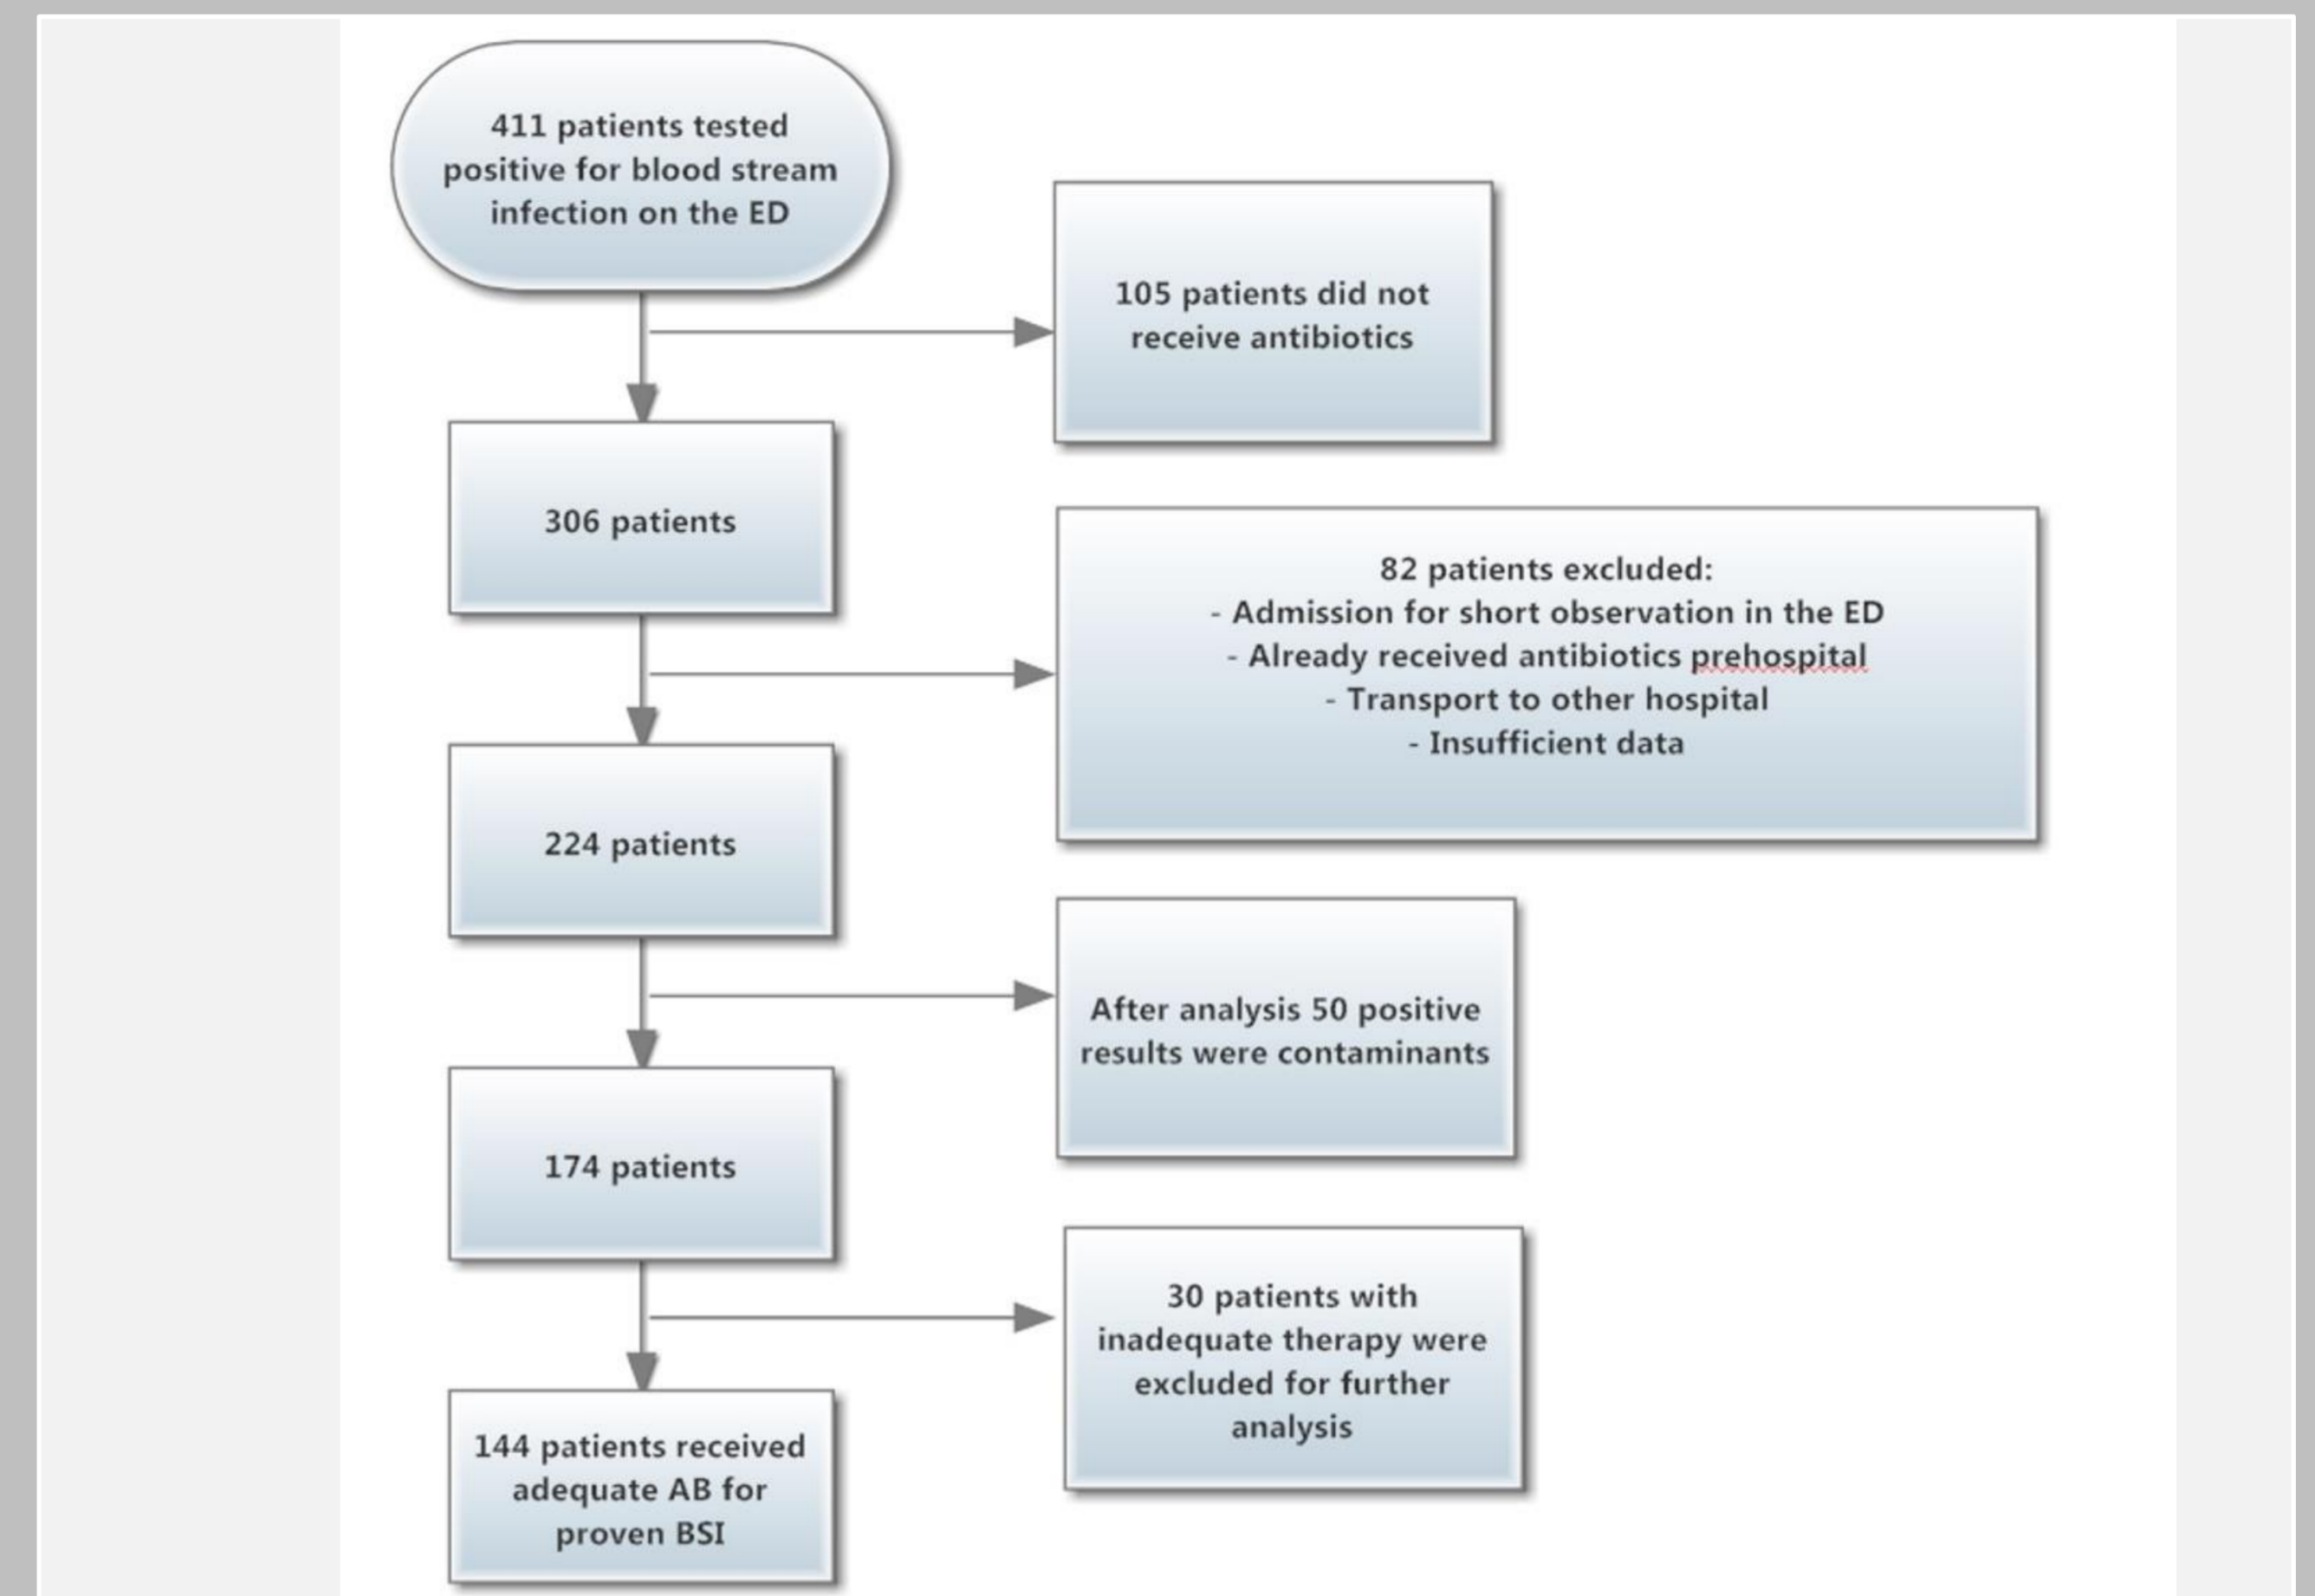 411 patients tested
positive for blood stream
infection on the ED
105 patients did not
receive antibiotics
306 patients
82 patients excluded:
- Admission for short observation in the ED
- Already received antibiotics prehospital
- Transport to other hospital
- Insufficient data
224 patients
After analysis 50 positive
results were contaminants
174 patients
30 patients with
inadequate therapy were
excluded for further
analysis
144 patients received
adequate AB for
proven BSI